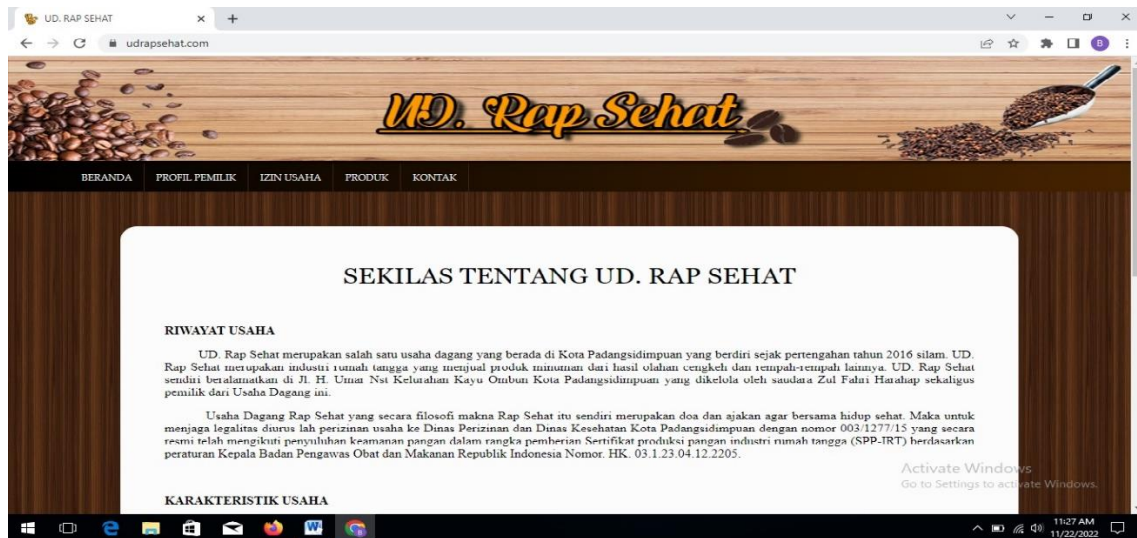 UD. RAP SEHAT
udrapsehat.com
B
UD. Rap Sehat
BERANDA PROFIL PEMILIK IZIN USAHA PRODUK KONTAK
SEKILAS TENTANG UD. RAP SEHAT
RIWAYAT USAHA
UD. Rap Sehat merupakan salah satu usaha dagang yang berada di Kota Padangsidimpuan yang berdiri sejak pertengahan tahun 2016 silam. UD.
Rap Sehat merupakan industri rumah tangga yang menjual produk minuman dari hasil olahan cengkeh dan rempah-rempah lainnya. UD. Rap Sehat
sendiri beralamatkan di Jl. H. Umar Nst Kelurahan Kayu Ombun Kota Padangsidimpuan yang dikelola oleh saudara Zul Fahri Harahap sekaligus
pemilik dari Usaha Dagang ini.
Usaha Dagang Rap Sehat yang secara filosofi makna Rap Sehat itu sendiri merupakan doa dan ajakan agar bersama hidup sehat. Maka untuk
menjaga legalitas diurus lah perizinan usaha ke Dinas Perizinan dan Dinas Kesehatan Kota Padangsidimpuan dengan nomor 003/1277/15 yang secara
resmi telah mengikuti penyuluhan keamanan pangan dalam rangka pemberian Sertifikat produksi pangan industri rumah tangga (SPP-IRT) berdasarkan
peraturan Kepala Badan Pengawas Obat dan Makanan Republik Indonesia Nomor. HK. 03.1.23.04.12.2205.
KARAKTERISTIK USAHA
Activate Windows
Go to Settings to activate Windows.
11:27 AM
11/22/2022